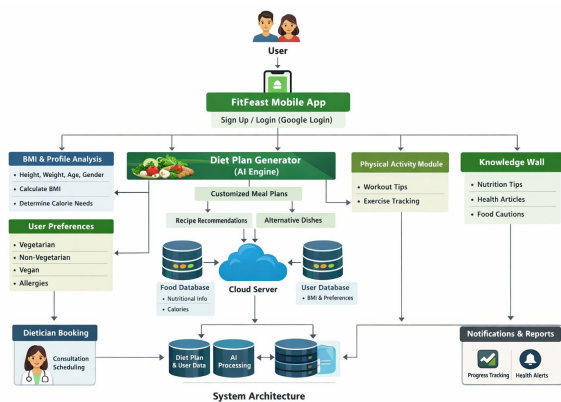 User
FitFeast Mobile App
Sign Up / Login (Google Login)
BMI & Profile Analysis
• Height, Weight, Age, Gender
• Calculate BMI
• Determine Calorie Needs
Diet Plan Generator
(AI Engine)
Physical Activity Module
• Workout Tips
• Exercise Tracking
Knowledge Wall
• Nutrition Tips
• Health Articles
• Food Cautions
Customized Meal Plans
Recipe Recommendations
Alternative Dishes
User Preferences
• Vegetarian
• Non-Vegetarian
• Vegan
• Allergies
Cloud Server
Food Database
• Nutritional Info
• Calories
User Database
• BMI & Preferences
Dietician Booking
Consultation
Scheduling
Diet Plan
& User Data
AI
Processing
Notifications & Reports
Progress Tracking
Health Alerts
System Architecture